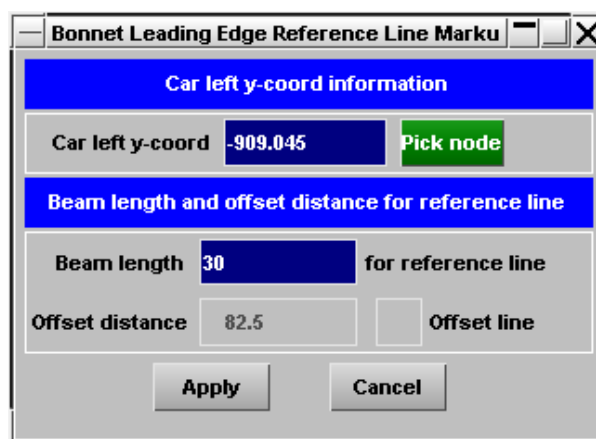 Bonnet Leading Edge Reference Line Marku
Car left y-coord information
Car left y-coord -909.045 Pick node
Beam length and offset distance for reference line
Beam length 30 for reference line
Offset distance 82.5 Offset line
Apply Cancel